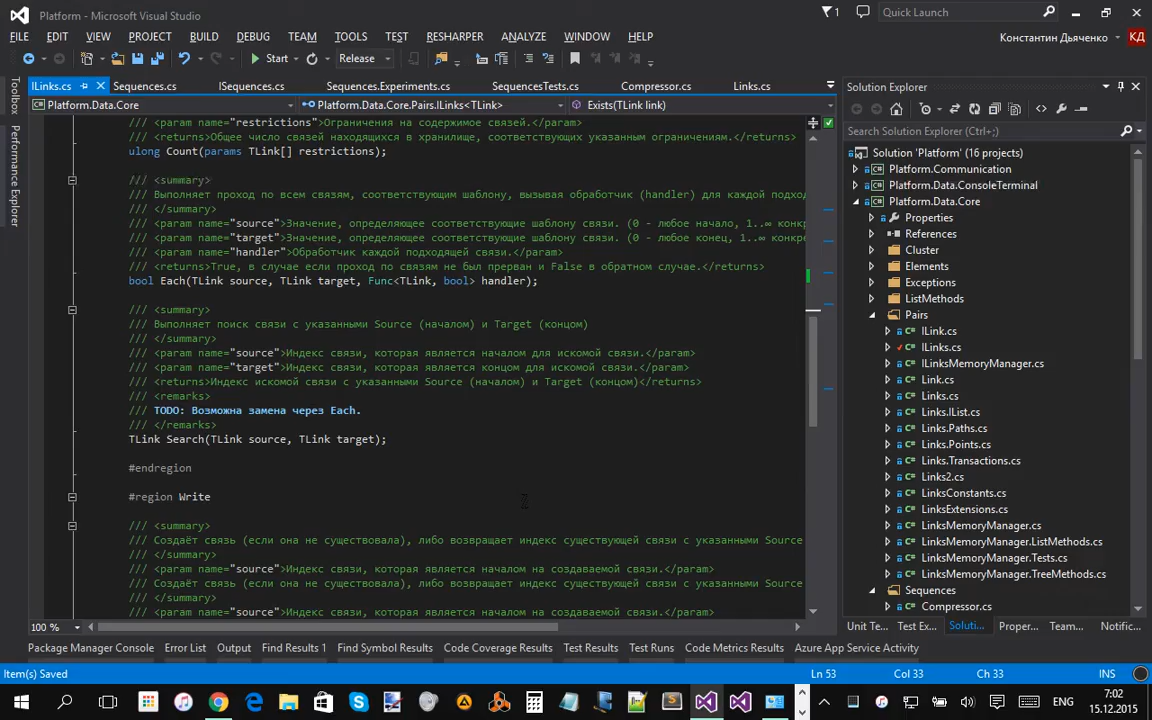 Platform - Microsoft Visual Studio
1
Quick Launch
FILE EDIT VIEW PROJECT BUILD DEBUG TEAM TOOLS TEST RESHARPER ANALYZE WINDOW HELP
Константин Дьяченко КД
Start Release
ILinks.cs Sequences.cs ISequences.cs Sequences.Experiments.cs SequencesTests.cs Compressor.cs Links.cs
Platform.Data.Core Platform.Data.Core.Pairs.ILinks<TLink> Exists(TLink link)
Toolbox
Performance Explorer
/// <param name="restrictions">Ограничения на содержимое связей.</param>
/// <returns>Общее число связей находящихся в хранилище, соответствующих указанным ограничениям.</returns>
ulong Count(params TLink[] restrictions);
/// <summary>
/// Выполняет проход по всем связям, соответствующим шаблону, вызывая обработчик (handler) для каждой подход
/// </summary>
/// <param name="source">Значение, определяющее соответствующие шаблону связи. (0 - любое начало, 1..∞ конкр
/// <param name="target">Значение, определяющее соответствующие шаблону связи. (0 - любое конец, 1..∞ конкре
/// <param name="handler">Обработчик каждой подходящей связи.</param>
/// <returns>True, в случае если проход по связям не был прерван и False в обратном случае.</returns>
bool Each(TLink source, TLink target, Func<TLink, bool> handler);
/// <summary>
/// Выполняет поиск связи с указанными Source (началом) и Target (концом)
/// </summary>
/// <param name="source">Индекс связи, которая является началом для искомой связи.</param>
/// <param name="target">Индекс связи, которая является концом для искомой связи.</param>
/// <returns>Индекс искомой связи с указанными Source (началом) и Target (концом)</returns>
/// <remarks>
/// TODO: Возможна замена через Each.
/// </remarks>
TLink Search(TLink source, TLink target);
#endregion
#region Write
/// <summary>
/// Создаёт связь (если она не существовала), либо возвращает индекс существующей связи с указанными Source
/// </summary>
/// <param name="source">Индекс связи, которая является началом на создаваемой связи.</param>
/// Создаёт связь (если она не существовала), либо возвращает индекс существующей связи с указанными Source
/// </summary>
/// <param name="source">Индекс связи, которая является началом на создаваемой связи.</param>
100 %
Solution Explorer
Search Solution Explorer (Ctrl+;)
Solution 'Platform' (16 projects)
Platform.Communication
Platform.Data.ConsoleTerminal
Platform.Data.Core
Properties
References
Cluster
Elements
Exceptions
ListMethods
Pairs
ILink.cs
ILinks.cs
ILinksMemoryManager.cs
Link.cs
Links.cs
Links.IList.cs
Links.Paths.cs
Links.Points.cs
Links.Transactions.cs
Links2.cs
LinksConstants.cs
LinksExtensions.cs
LinksMemoryManager.cs
LinksMemoryManager.ListMethods.cs
LinksMemoryManager.Tests.cs
LinksMemoryManager.TreeMethods.cs
Sequences
Compressor.cs
Unit Te... Test Ex... Soluti... Proper... Team... Notific...
Package Manager Console Error List Output Find Results 1 Find Symbol Results Code Coverage Results Test Results Test Runs Code Metrics Results Azure App Service Activity
Item(s) Saved Ln 53 Col 33 Ch 33 INS
ENG 7:02
15.12.2015